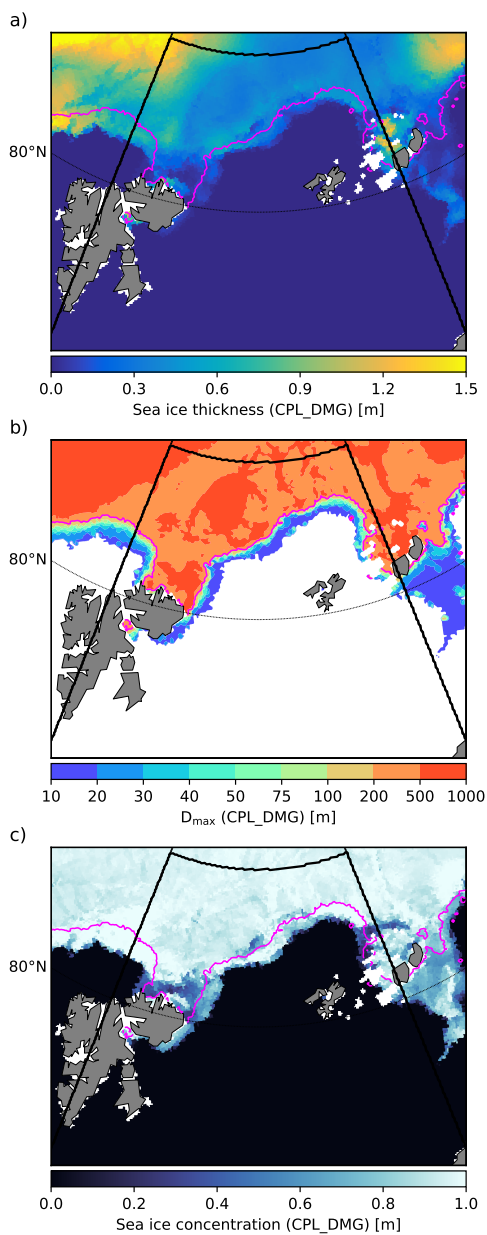 a)
80°N
0.0 0.3 0.6 0.9 1.2 1.5
Sea ice thickness (CPL_DMG) [m]
b)
80°N
10 20 30 40 50 75 100 200 500 1000
Dmax (CPL_DMG) [m]
c)
80°N
0.0 0.2 0.4 0.6 0.8 1.0
Sea ice concentration (CPL_DMG) [m]